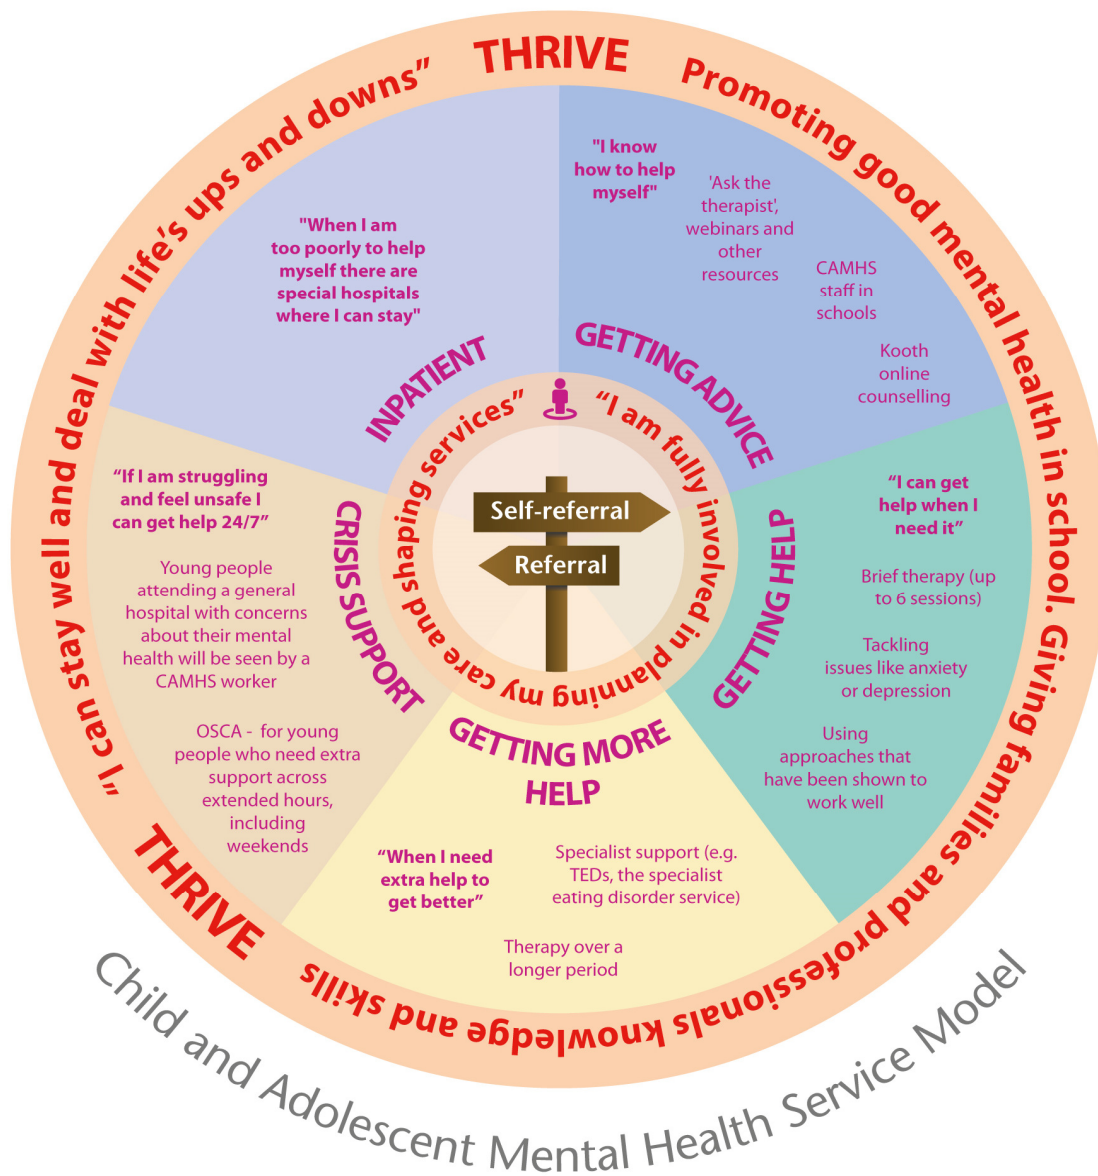 THRIVE
Promoting good mental health in school. Giving families and professionals knowledge and skills
THRIVE
"I can stay well and deal with life’s ups and downs”
"I know
how to help
myself"
'Ask the
therapist',
webinars and
other
resources
CAMHS
staff in
schools
Kooth
online
counselling
GETTING ADVICE
“I can get
help when I
need it”
Brief therapy (up
to 6 sessions)
Tackling
issues like anxiety
or depression
Using
approaches that
have been shown to
work well
GETTING HELP
GETTING MORE
HELP
“When I need
extra help to
get better”
Specialist support (e.g.
TEDs, the specialist
eating disorder service)
Therapy over a
longer period
CRISIS SUPPORT
“If I am struggling
and feel unsafe I
can get help 24/7”
Young people
attending a general
hospital with concerns
about their mental
health will be seen by a
CAMHS worker
OSCA -  for young
people who need extra
support across
extended hours,
including
weekends
INPATIENT
"When I am
too poorly to help
myself there are
special hospitals
where I can stay"
“I am fully involved in planning my care and shaping services”
Self-referral
Referral
Child and Adolescent Mental Health Service Model